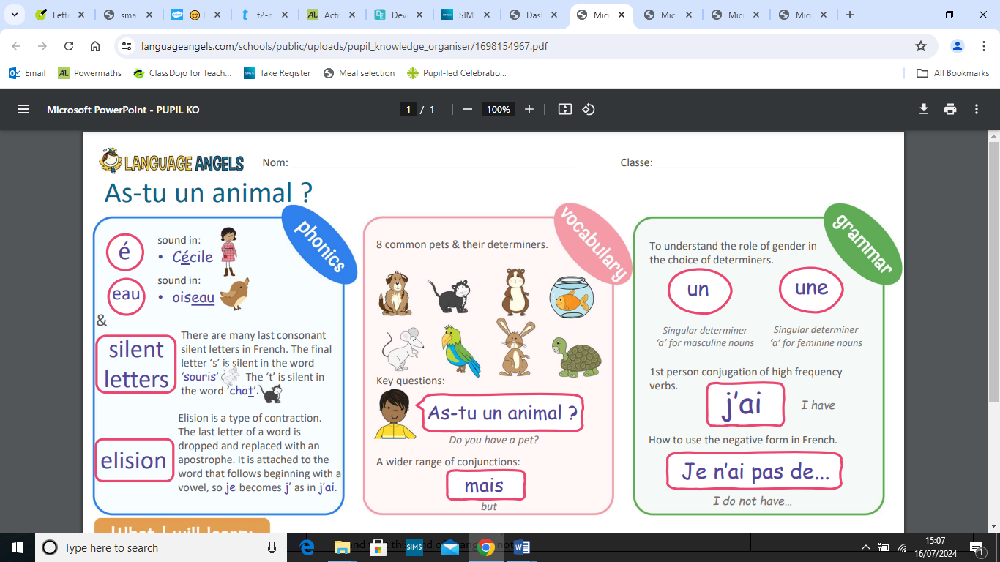 Lette
sma
t2-n
Acti
Dev
SIM
Das
Mic
Mic
Mic
Mic
languageangels.com/schools/public/uploads/pupil_knowledge_organiser/1698154967.pdf
Email
Powermaths
ClassDojo for Teach...
Take Register
Meal selection
Pupil-led Celebratio...
All Bookmarks
Microsoft PowerPoint - PUPIL KO
1 / 1
100%
LANGUAGE ANGELS
Nom: 
Classe: 
As-tu un animal ?
phonics
é
sound in:
• Cécile
eau
sound in:
• oiseau
&
silent
letters
There are many last consonant
silent letters in French. The final
letter ‘s’ is silent in the word
‘souris’ The ‘t’ is silent in
the word ‘chat’.
elision
Elision is a type of contraction.
The last letter of a word is
dropped and replaced with an
apostrophe. It is attached to the
word that follows beginning with a
vowel, so je becomes j’ as in j’ai.
vocabulary
8 common pets & their determiners.
Key questions:
As-tu un animal ?
Do you have a pet?
A wider range of conjunctions:
mais
but
grammar
To understand the role of gender in
the choice of determiners.
un
une
Singular determiner
‘a’ for masculine nouns
Singular determiner
‘a’ for feminine nouns
1st person conjugation of high frequency
verbs.
j’ai
I have
How to use the negative form in French.
Je n’ai pas de...
I do not have...
What I will learn:
Type here to search
SIMS
15:07
16/07/2024
1